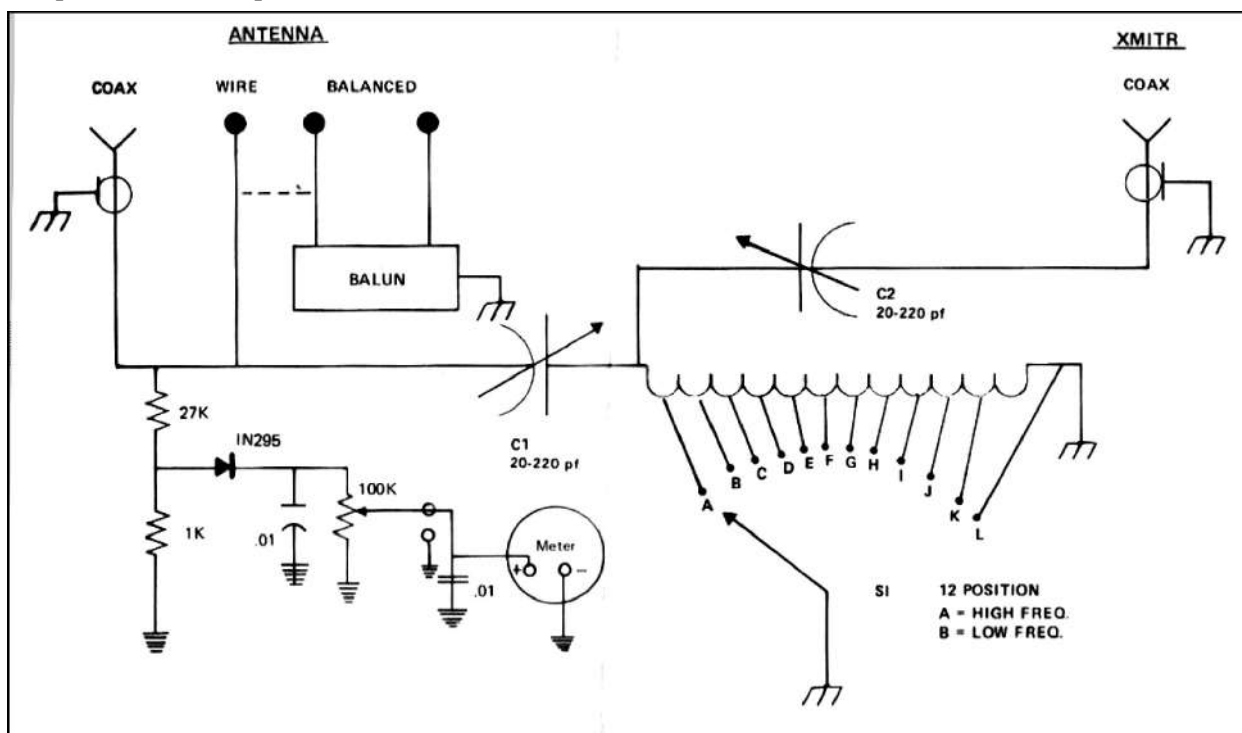 ANTENNA
XMITR
COAX
WIRE
BALANCED
COAX
BALUN
C2
20-220 pf
27K
C1
20-220 pf
IN295
100K
1K
.01
Meter
+
-
.01
A
B
C
D
E
F
G
H
I
J
K
L
SI 12 POSITION
A = HIGH FREQ.
B = LOW FREQ.